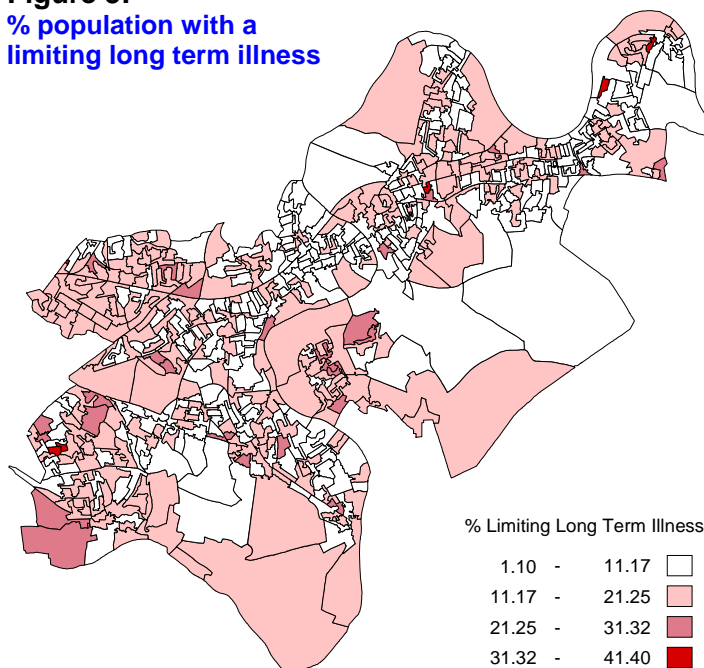 % population with a
limiting long term illness
% Limiting Long Term Illness
1.10 - 11.17
11.17 - 21.25
21.25 - 31.32
31.32 - 41.40